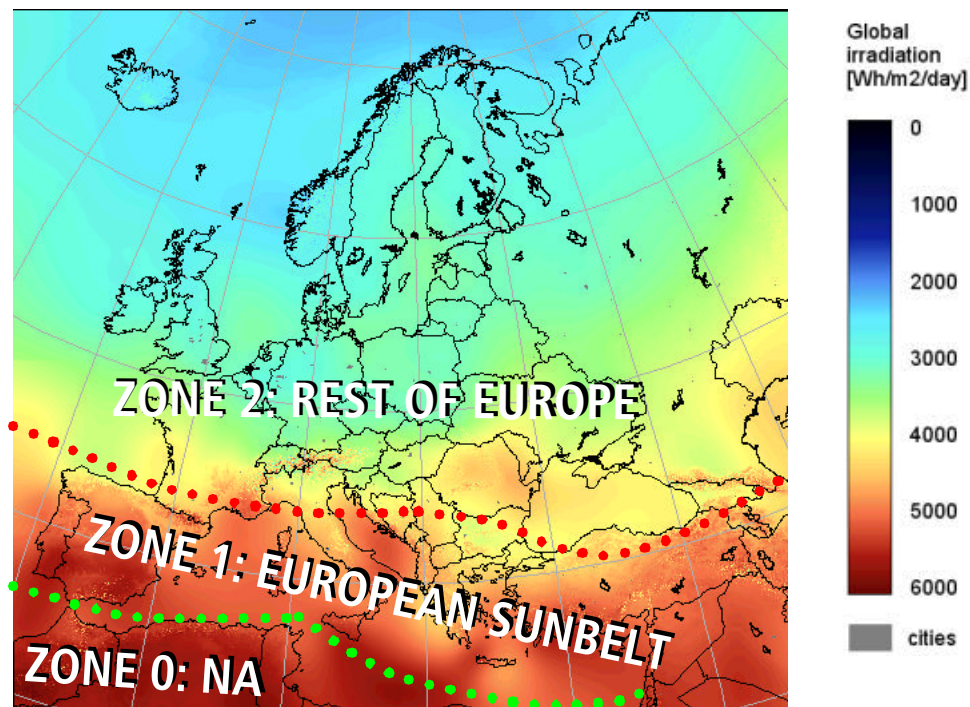 ZONE 2: REST OF EUROPE
ZONE 1: EUROPEAN SUNBELT
ZONE 0: NA
Global
irradiation
[Wh/m2/day]
0
1000
2000
3000
4000
5000
6000
cities